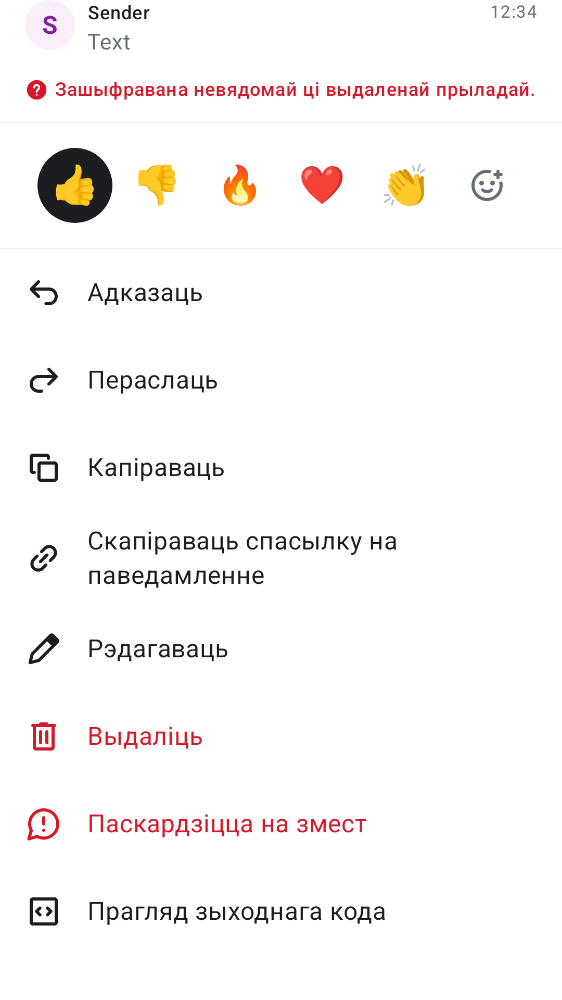 S
Sender
12:34
Text
Зашыфравана невядомай ці выдаленай прыладай.
Адказаць
Пераслаць
Капіраваць
Скапіраваць спасылку на
паведамленне
Рэдагаваць
Выдаліць
Паскардзіцца на змест
Прагляд зыходнага кода